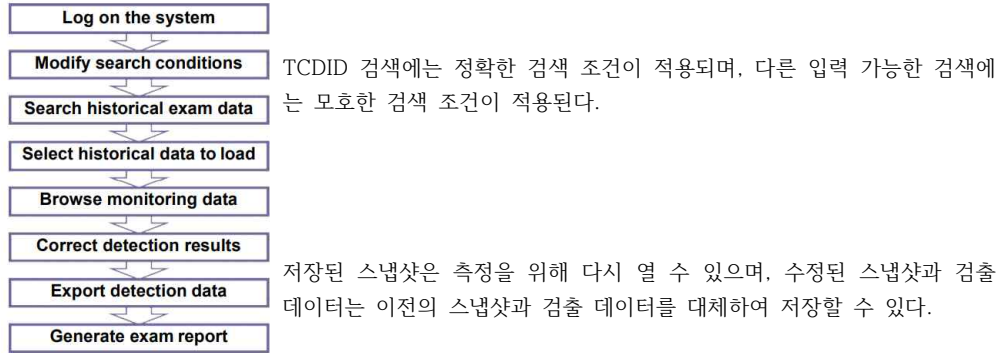 Log on the system
Modify search conditions
TCDID 검색에는 정확한 검색 조건이 적용되며, 다른 입력 가능한 검색에
는 모호한 검색 조건이 적용된다.
Search historical exam data
Select historical data to load
Browse monitoring data
Correct detection results
저장된 스냅샷은 측정을 위해 다시 열 수 있으며, 수정된 스냅샷과 검출
데이터는 이전의 스냅샷과 검출 데이터를 대체하여 저장할 수 있다.
Export detection data
Generate exam report